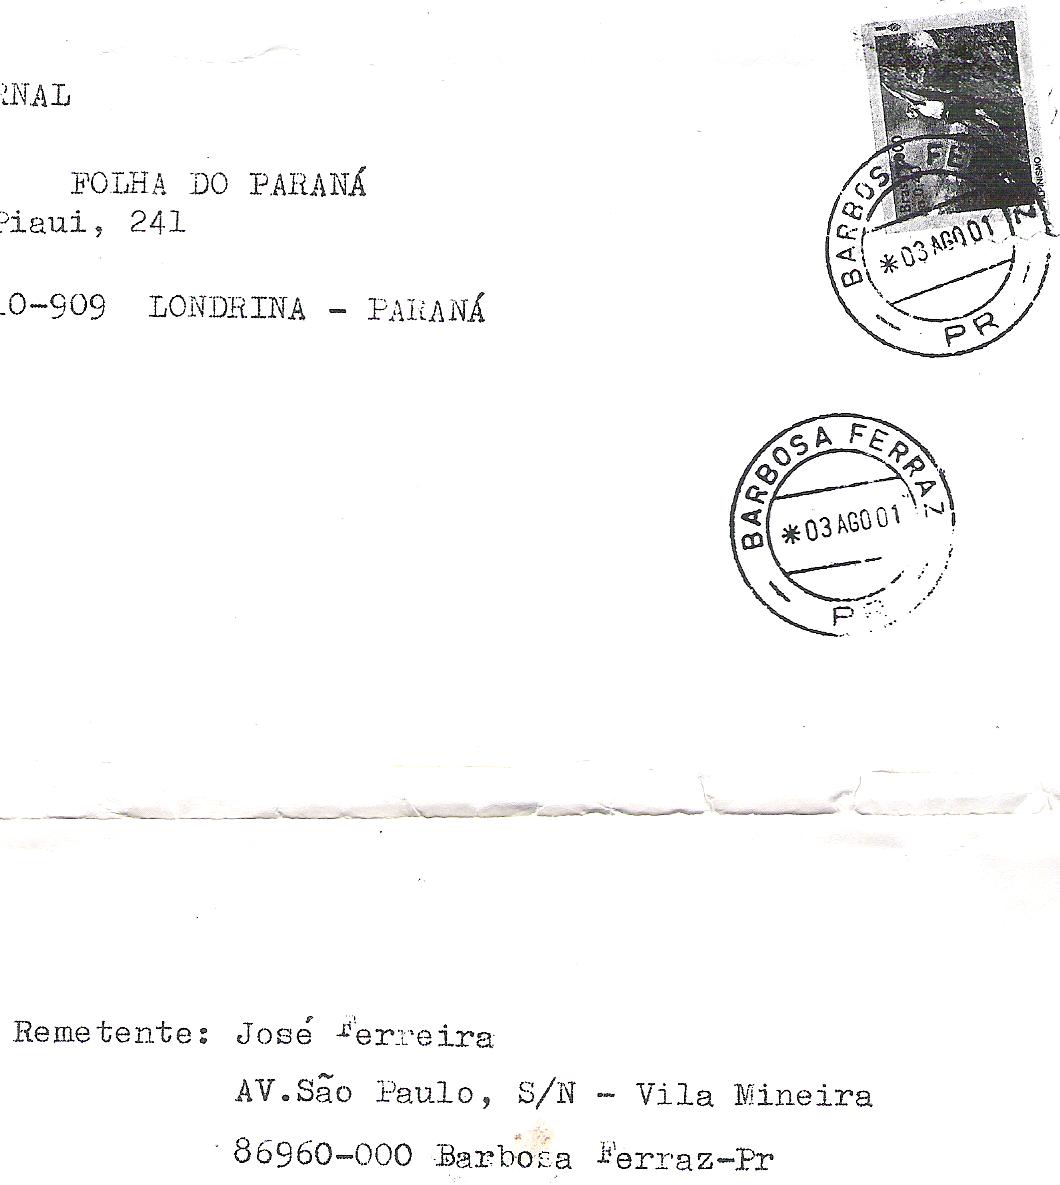 RNAL
FOLHA DO PARANÁ
Piaui, 241
10-909 LONDRINA - PARANÁ
ALPINISMO
BARBOSA FERRAZ
*03 AGO 01
PR
BARBOSA FERRAZ
*03 AGO 01
PR
Remetente: José Ferreira
AV.São Paulo, S/N - Vila Mineira
86960-000 Barbosa Ferraz-Pr